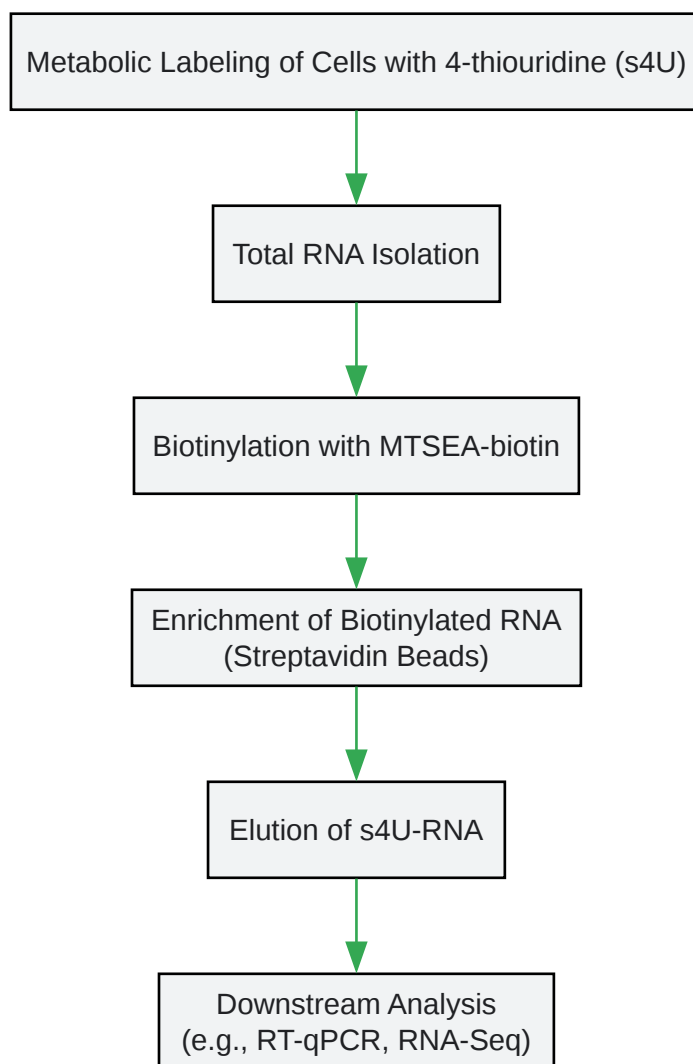 Metabolic Labeling of Cells with 4-thiouridine (s4U)
Total RNA Isolation
Biotinylation with MTSEA-biotin
Enrichment of Biotinylated RNA
(Streptavidin Beads)
Elution of s4U-RNA
Downstream Analysis
(e.g., RT-qPCR, RNA-Seq)